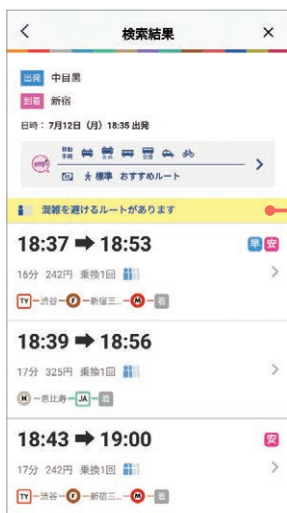 検索結果
出発 中目黒
到着 新宿
日時：7月12日（月）18:35 出発
my! 移動手段
標準 おすすめルート
混雑を避けるルートがあります
18:37 ➡ 18:53 早 安
16分 242円 乗換1回
TY－渋谷－F－新宿三...－M－着
18:39 ➡ 18:56
17分 325円 乗換1回
H－恵比寿－JA－着
18:43 ➡ 19:00 安
17分 242円 乗換1回
TY－渋谷－F－新宿三...－M－着